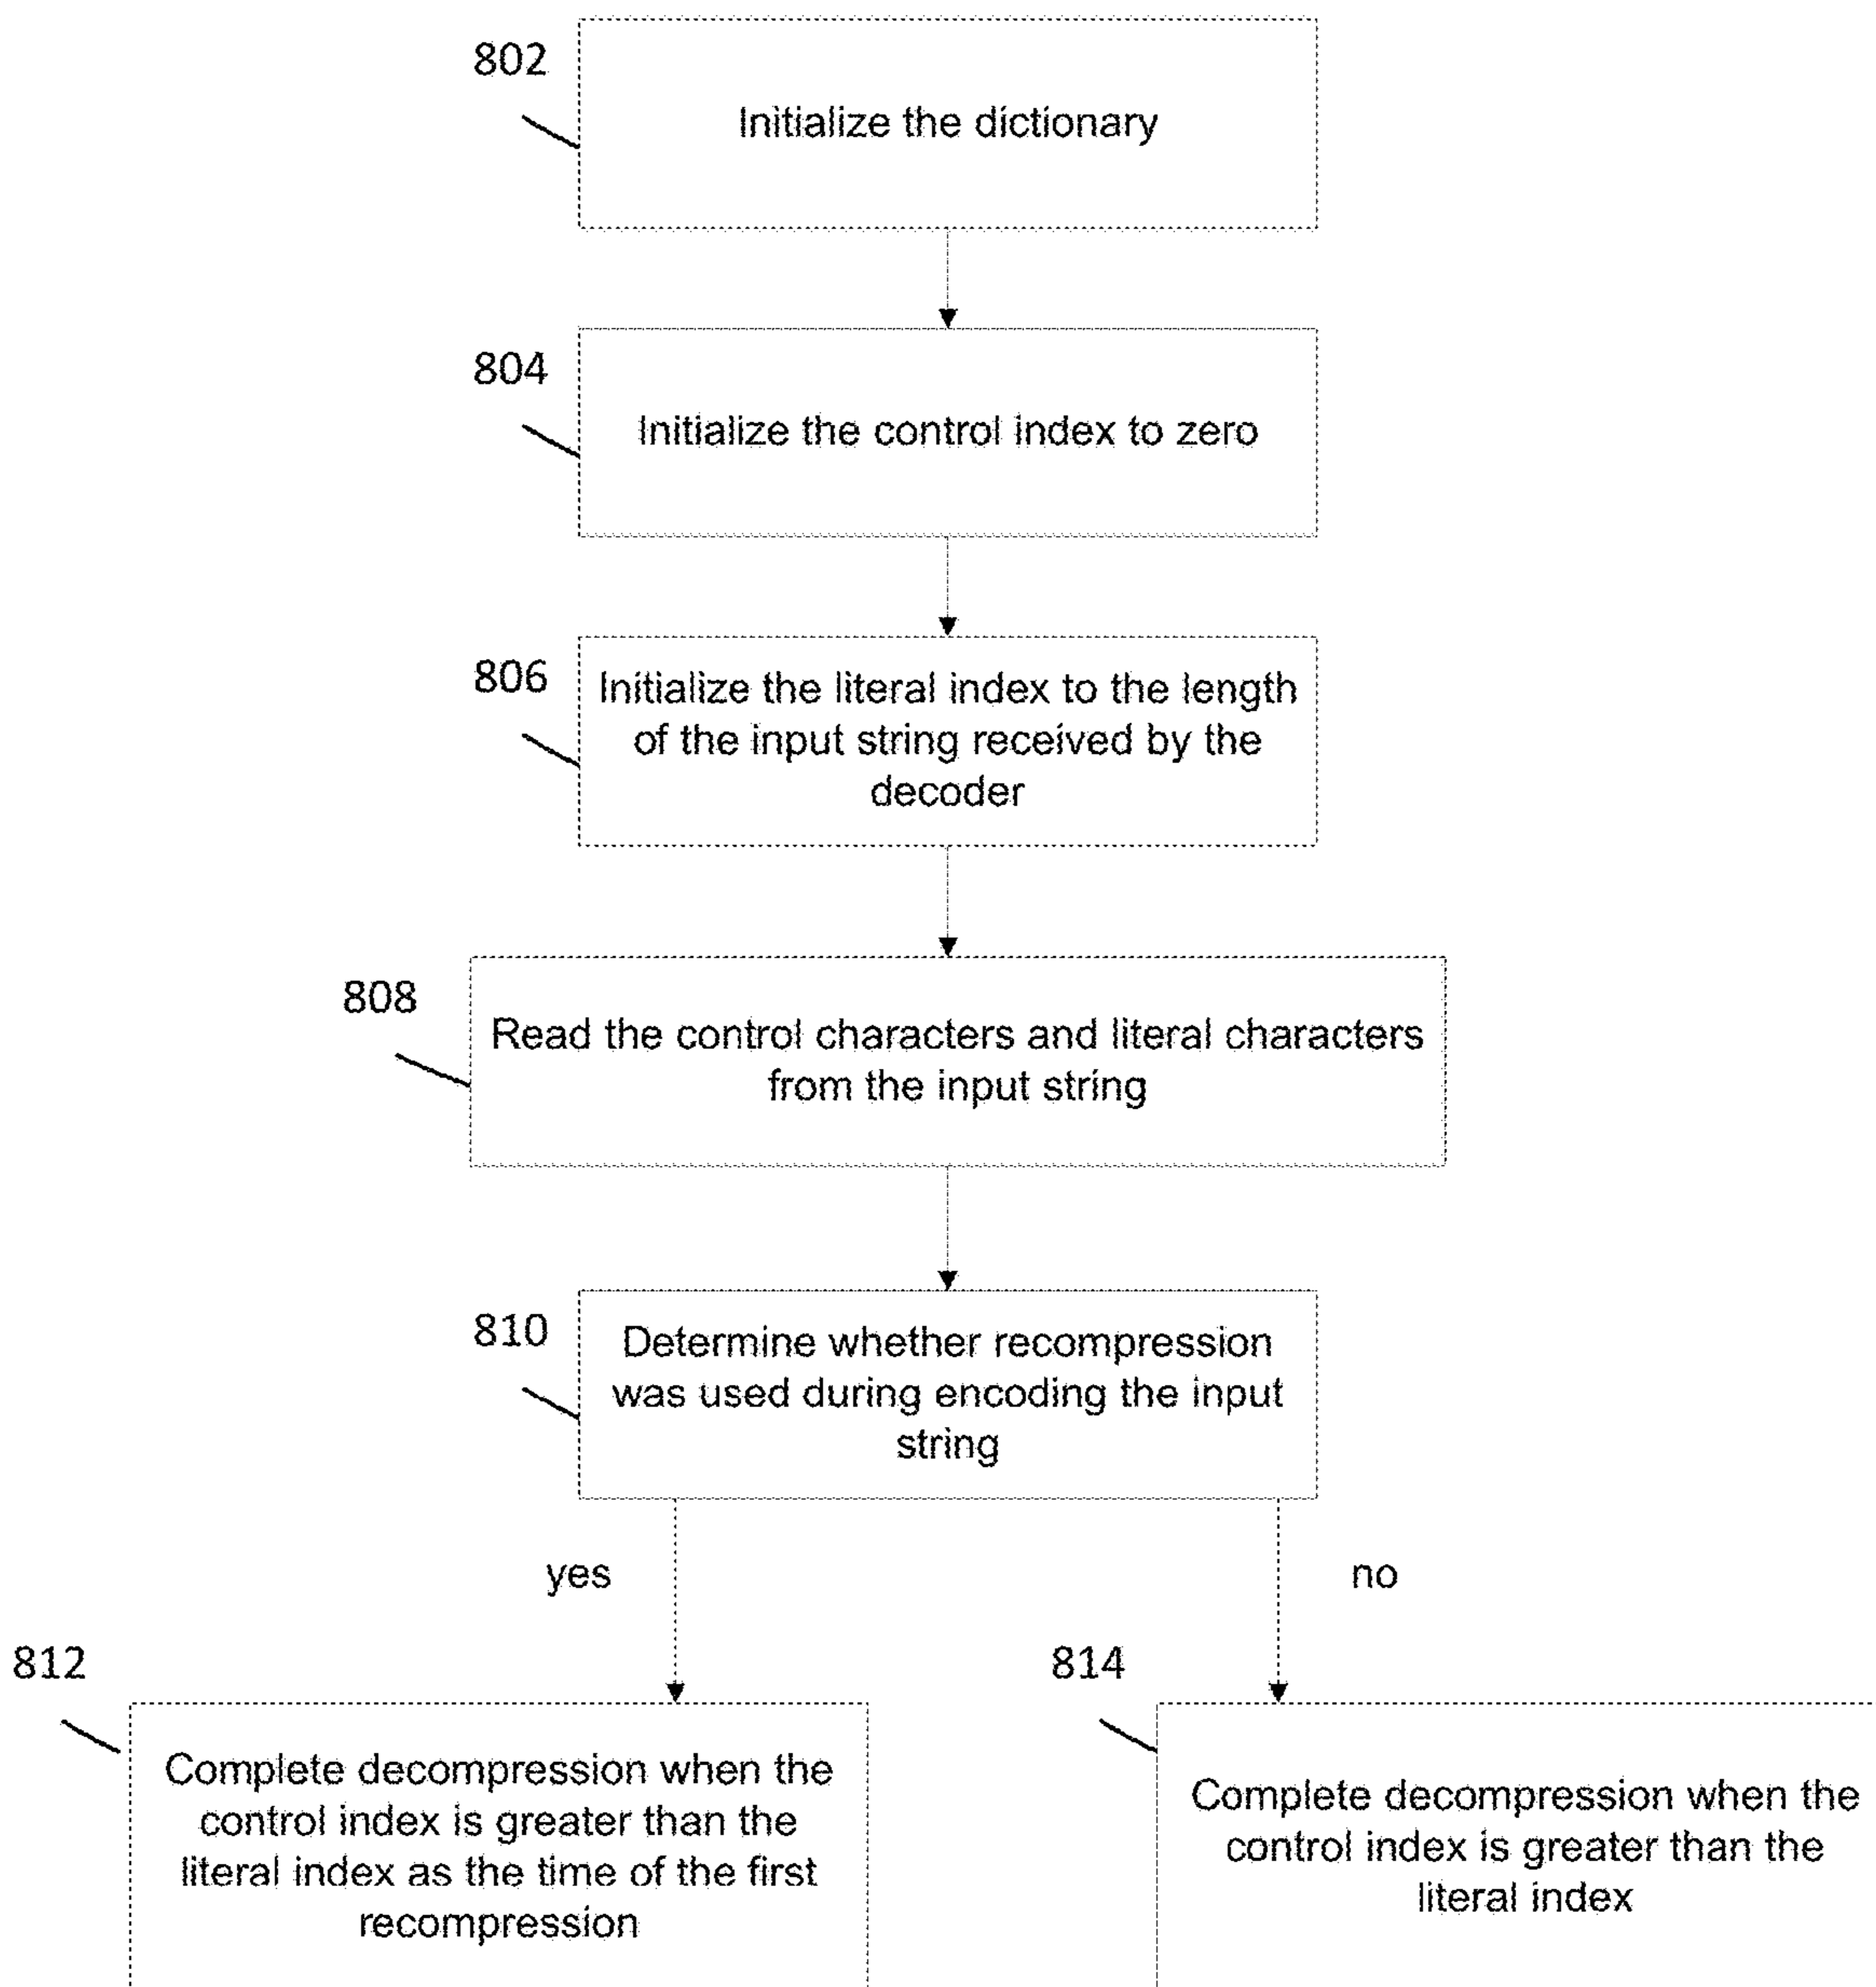 802
Initialize the dictionary
804
Initialize the control index to zero
806
Initialize the literal index to the length
of the input string received by the
decoder
808
Read the control characters and literal characters
from the input string
810
Determine whether recompression
was used during encoding the input
string
yes
no
812
Complete decompression when the
control index is greater than the
literal index as the time of the first
recompression
814
Complete decompression when the
control index is greater than the
literal index